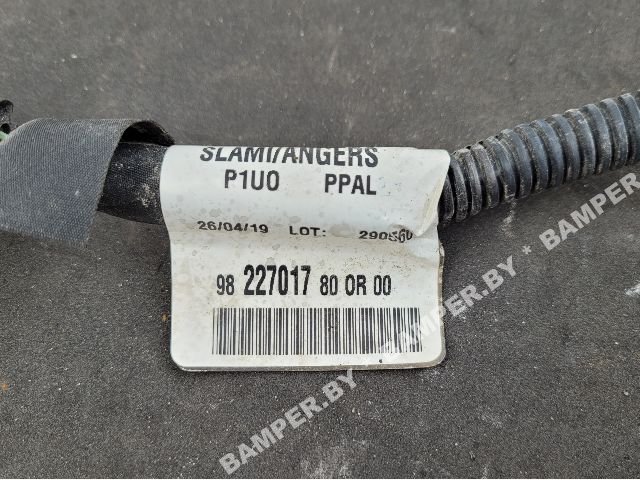 SLAMI/ANGERS
P1U0 PPAL
26/04/19 LOT:
98 227017 80 OR 00
BAMPER.BY * BAMPER.BY * BAMPER.BY